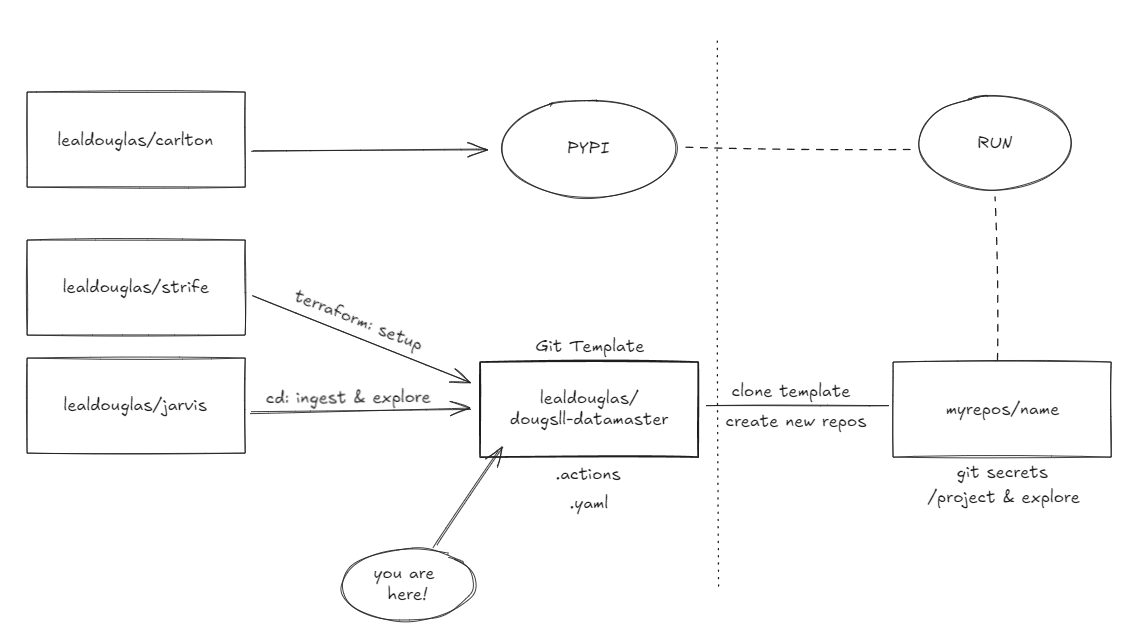 lealdouglas/carlton
PYPI
RUN
lealdouglas/strife
terraform: setup
lealdouglas/jarvis
cd: ingest & explore
Git Template
lealdouglas/
dougsll-datamaster
.actions
.yaml
clone template
create new repos
myrepos/name
git secrets
/project & explore
you are
here!